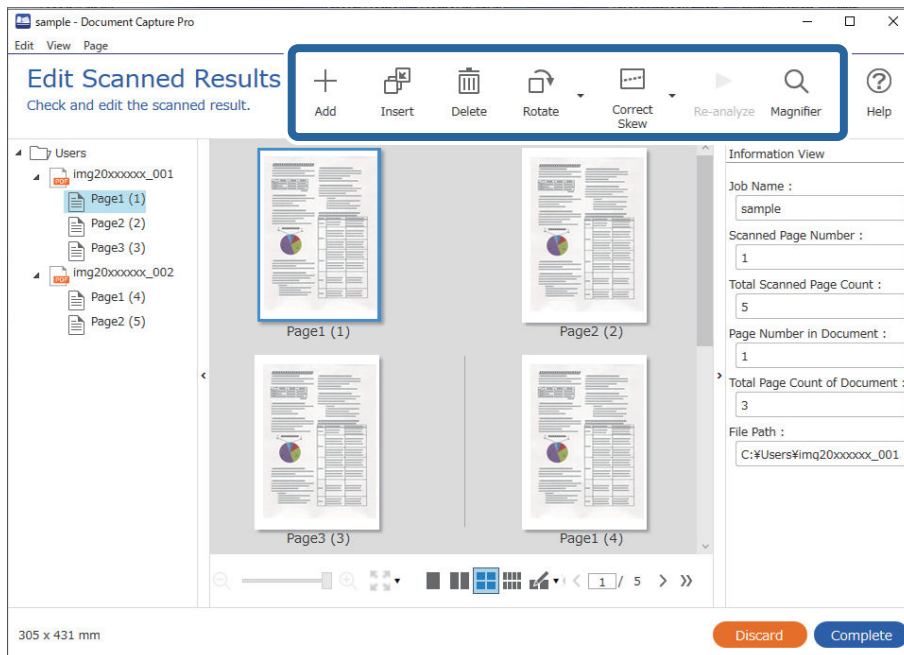 sample - Document Capture Pro
Edit View Page
Edit Scanned Results
Check and edit the scanned result.
Add
Insert
Delete
Rotate
Correct
Skew
Re-analyze
Magnifier
Help
Users
PDF
img20xxxxxx_001
Page1 (1)
Page2 (2)
Page3 (3)
PDF
img20xxxxxx_002
Page1 (4)
Page2 (5)
Page1 (1)
Page2 (2)
Page3 (3)
Page1 (4)
1 / 5
Information View
Job Name :
sample
Scanned Page Number :
1
Total Scanned Page Count :
5
Page Number in Document :
1
Total Page Count of Document :
3
File Path :
C:¥Users¥img20xxxxxx_001
305 x 431 mm
Discard
Complete